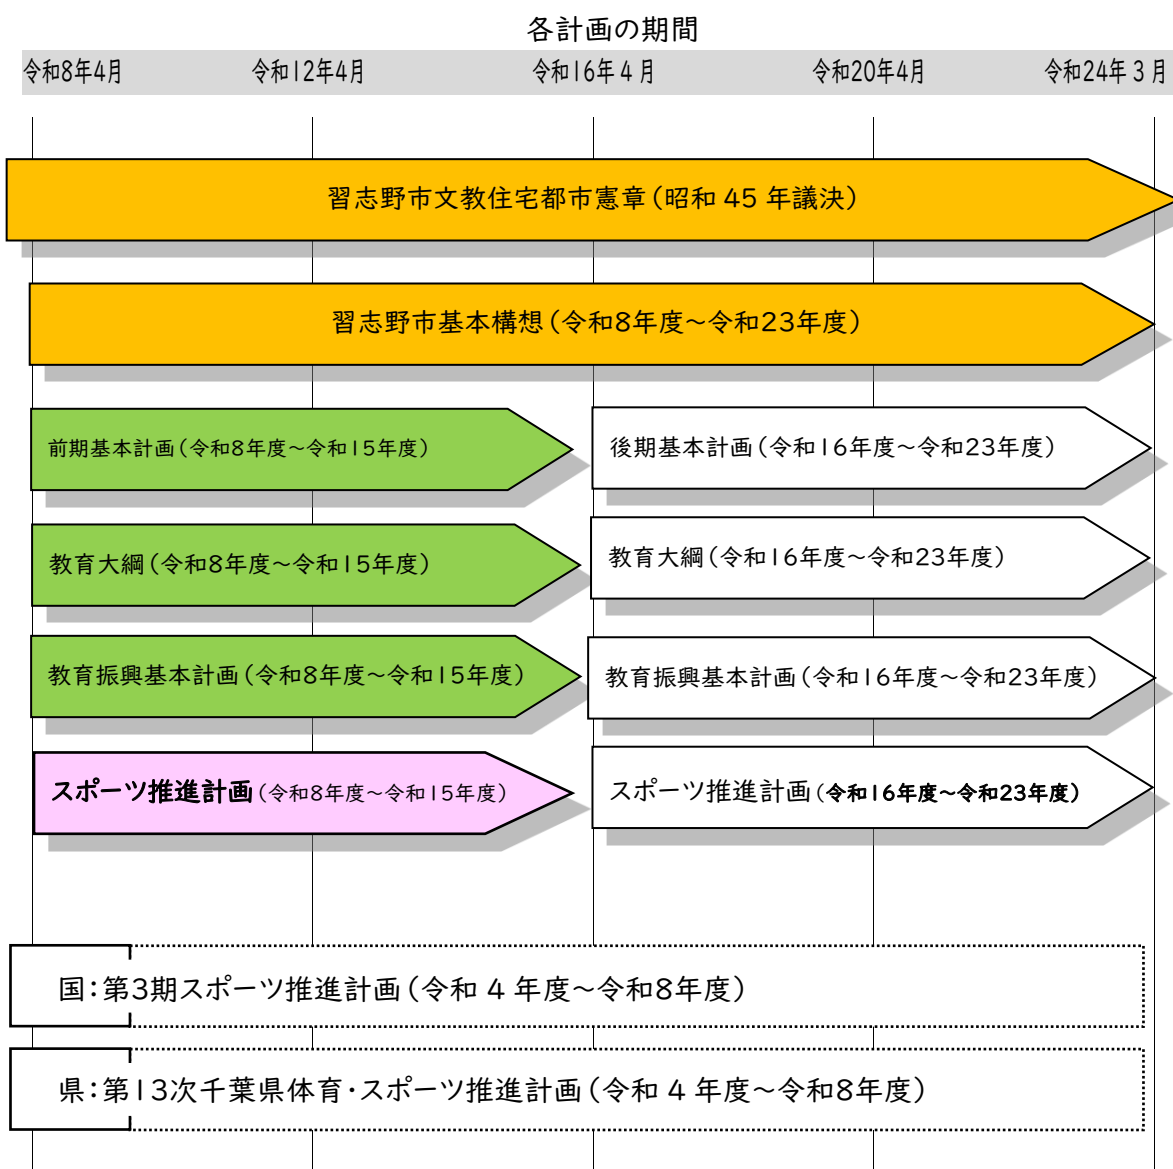 各計画の期間
令和8年4月 令和12年4月 令和16年4月 令和20年4月 令和24年3月
習志野市文教住宅都市憲章(昭和 45 年議決)
習志野市基本構想(令和8年度~令和23年度)
前期基本計画(令和8年度~令和15年度) 後期基本計画(令和16年度~令和23年度)
教育大綱(令和8年度~令和15年度) 教育大綱(令和16年度~令和23年度)
教育振興基本計画(令和8年度~令和15年度) 教育振興基本計画(令和16年度~令和23年度)
スポーツ推進計画(令和8年度~令和15年度) スポーツ推進計画(令和16年度~令和23年度)
国:第3期スポーツ推進計画(令和 4 年度~令和8年度)
県:第13次千葉県体育・スポーツ推進計画(令和 4 年度~令和8年度)